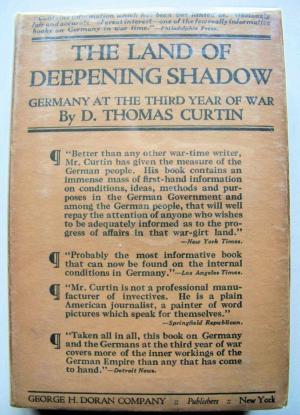 Contains information which has been but hinted at.
fair and accurate of great interest—one of the few really informative
books on Germany in war time."—Philadelphia Press.
THE LAND OF
DEEPENING SHADOW
GERMANY AT THE THIRD YEAR OF WAR
By D. THOMAS CURTIN
¶ "Better than any other war-time writer,
Mr. Curtin has given the measure of the
German people. His book contains an
immense mass of first-hand information
on conditions, ideas, methods and pur-
poses in the German Government and
among the German people, that will well
repay the attention of anyone who wishes
to be adequately informed as to the pro-
gress of affairs in that war-girt land."
—New York Times.
¶ "Probably the most informative book
that can now be found on the internal
conditions in Germany."—Los Angeles Times.
¶ "Mr. Curtin is not a professional manu-
facturer of invectives. He is a plain
American journalist, a painter of word
pictures which speak for themselves."
—Springfield Republican.
¶ "Taken all in all, this book on Germany
and the Germans at the third year of war
covers more of the inner workings of the
German Empire than any that has come
to hand."—Detroit News.
GEORGE H. DORAN COMPANY :: Publishers :: New York